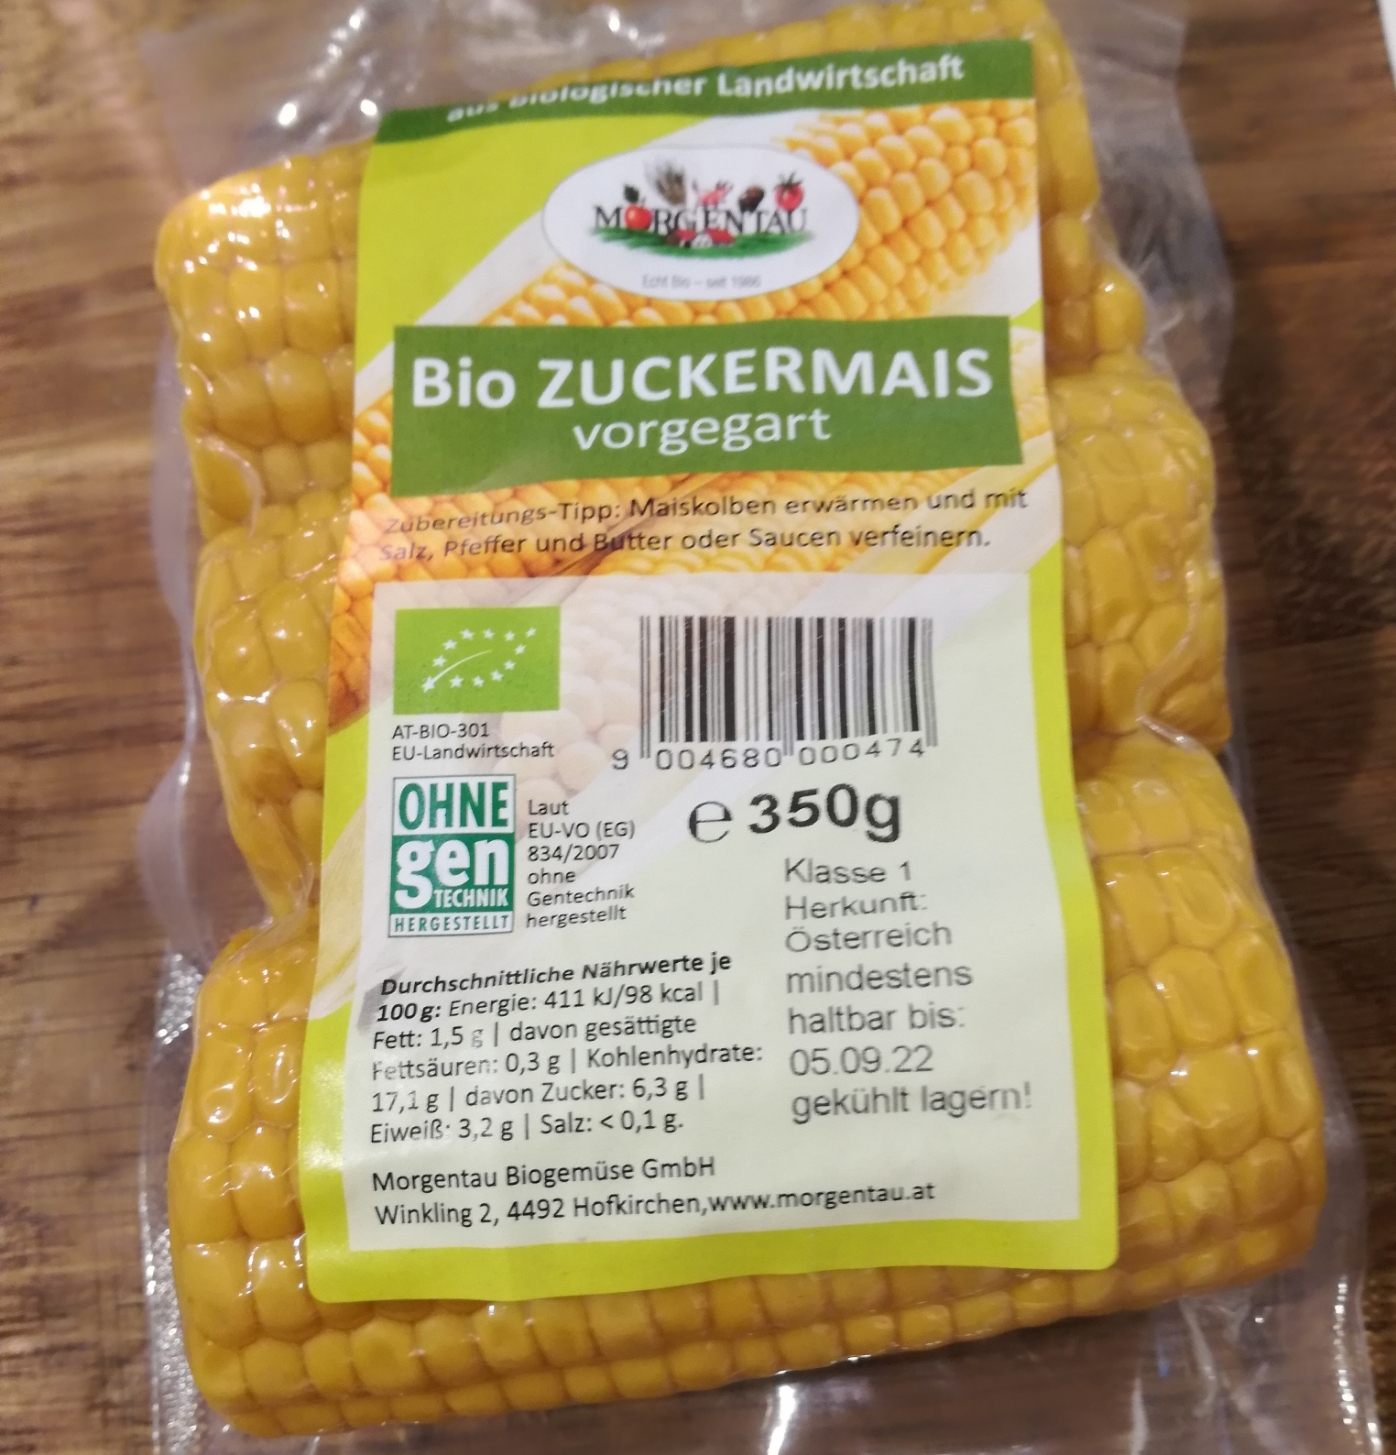 aus biologischer Landwirtschaft
MORGENTAU
Echt Bio – seit 1986
Bio ZUCKERMAIS
vorgegart
Zubereitungs-Tipp: Maiskolben erwärmen und mit
Salz, Pfeffer und Butter oder Saucen verfeinern.
AT-BIO-301
EU-Landwirtschaft
9 004680 000474
OHNE
gen
TECHNIK
HERGESTELLT
Laut
EU-VO (EG)
834/2007
ohne
Gentechnik
hergestellt
e 350g
Klasse 1
Herkunft:
Österreich
mindestens
haltbar bis:
05.09.22
gekühlt lagern!
Durchschnittliche Nährwerte je
100 g: Energie: 411 kJ/98 kcal |
Fett: 1,5 g | davon gesättigte
Fettsäuren: 0,3 g | Kohlenhydrate:
17,1 g | davon Zucker: 6,3 g |
Eiweiß: 3,2 g | Salz: < 0,1 g.
Morgentau Biogemüse GmbH
Winkling 2, 4492 Hofkirchen,www.morgentau.at